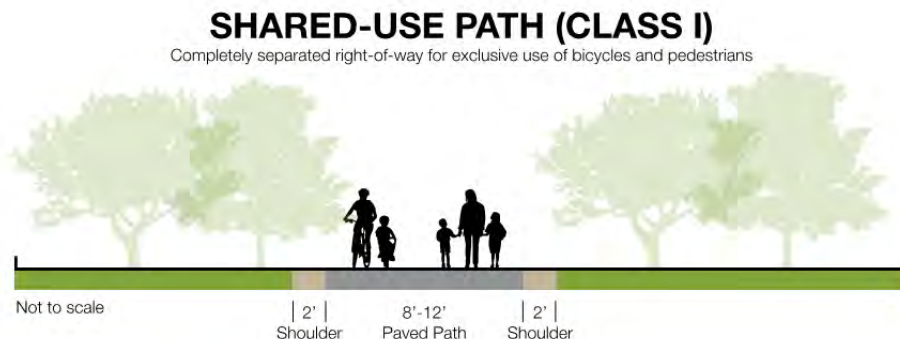 SHARED-USE PATH (CLASS I)
Completely separated right-of-way for exclusive use of bicycles and pedestrians
Not to scale
| 2' | 8'-12' | 2' |
Shoulder Paved Path Shoulder